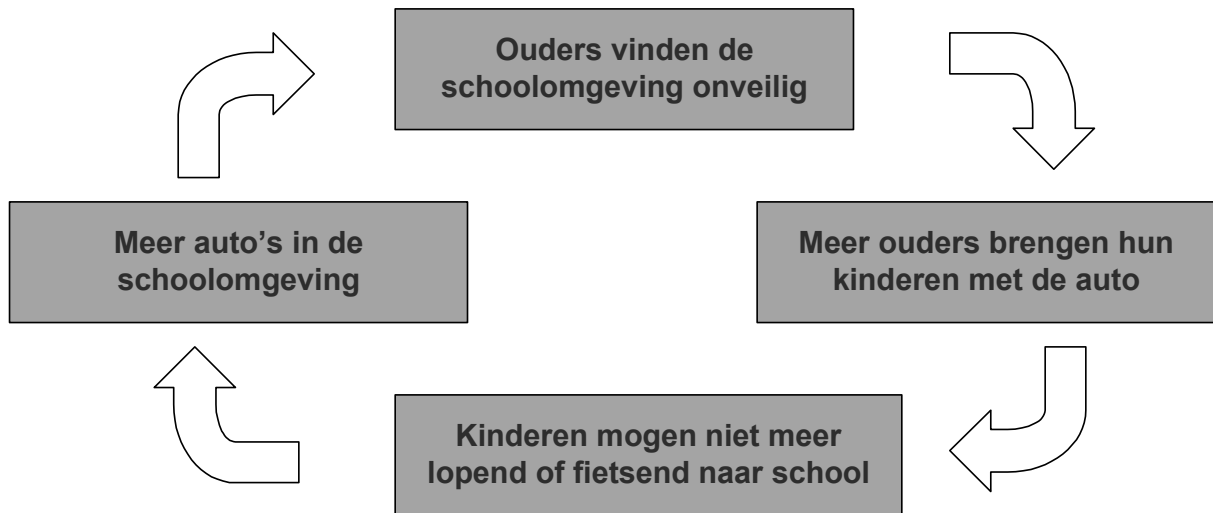 Ouders vinden de
schoolomgeving onveilig
Meer auto's in de
schoolomgeving
Meer ouders brengen hun
kinderen met de auto
Kinderen mogen niet meer
lopend of fietsend naar school